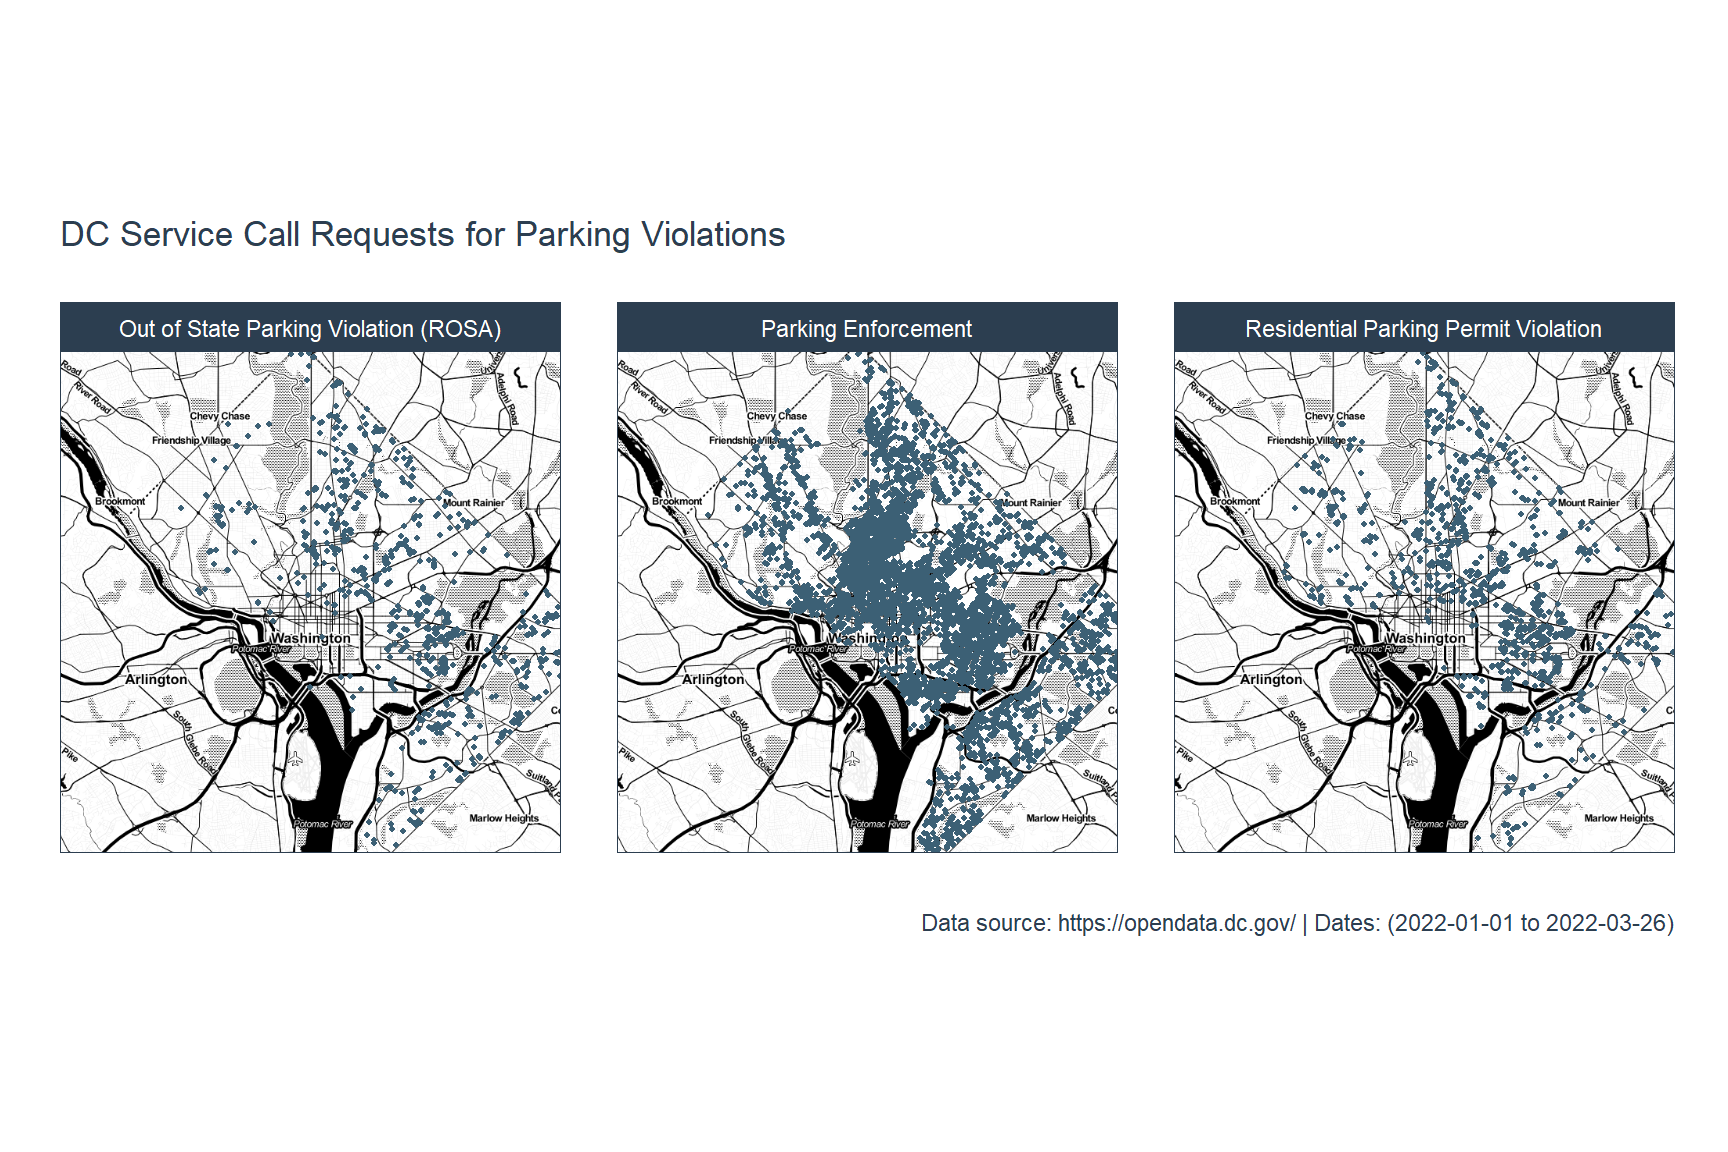 DC Service Call Requests for Parking Violations
Out of State Parking Violation (ROSA)
Road
River Road
Adelphi Road
Chevy Chase
Friendship Village
Brookmont
Mount Rainier
Washington
Potomac River
Arlington
South Glebe Road
Pike
Suitland
Marlow Heights
Potomac River
Parking Enforcement
Road
River Road
Adelphi Road
Chevy Chase
Friendship Villa
Brookmont
Mount Rainier
Washington
Potomac River
Arlington
South Glebe Road
Pike
Suitland
Marlow Heights
Potomac River
Residential Parking Permit Violation
Road
River Road
Adelphi Road
Chevy Chase
Friendship Village
Brookmont
Mount Rainier
Washington
Potomac River
Arlington
South Glebe Road
Pike
Suitland
Marlow Heights
Potomac River
Data source: https://opendata.dc.gov/ | Dates: (2022-01-01 to 2022-03-26)